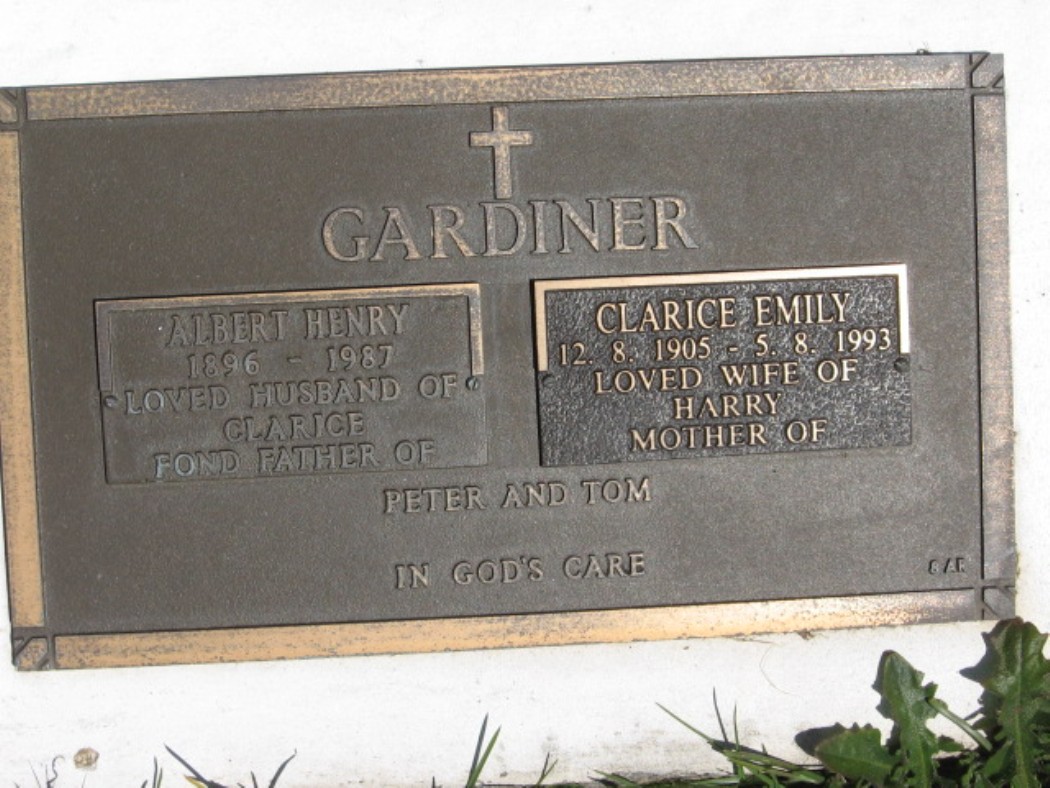 GARDINER
ALBERT HENRY
1896 - 1987
LOVED HUSBAND OF
CLARICE
FOND FATHER OF
CLARICE EMILY
12. 8. 1905 - 5. 8. 1993
LOVED WIFE OF
HARRY
MOTHER OF
PETER AND TOM
IN GOD'S CARE